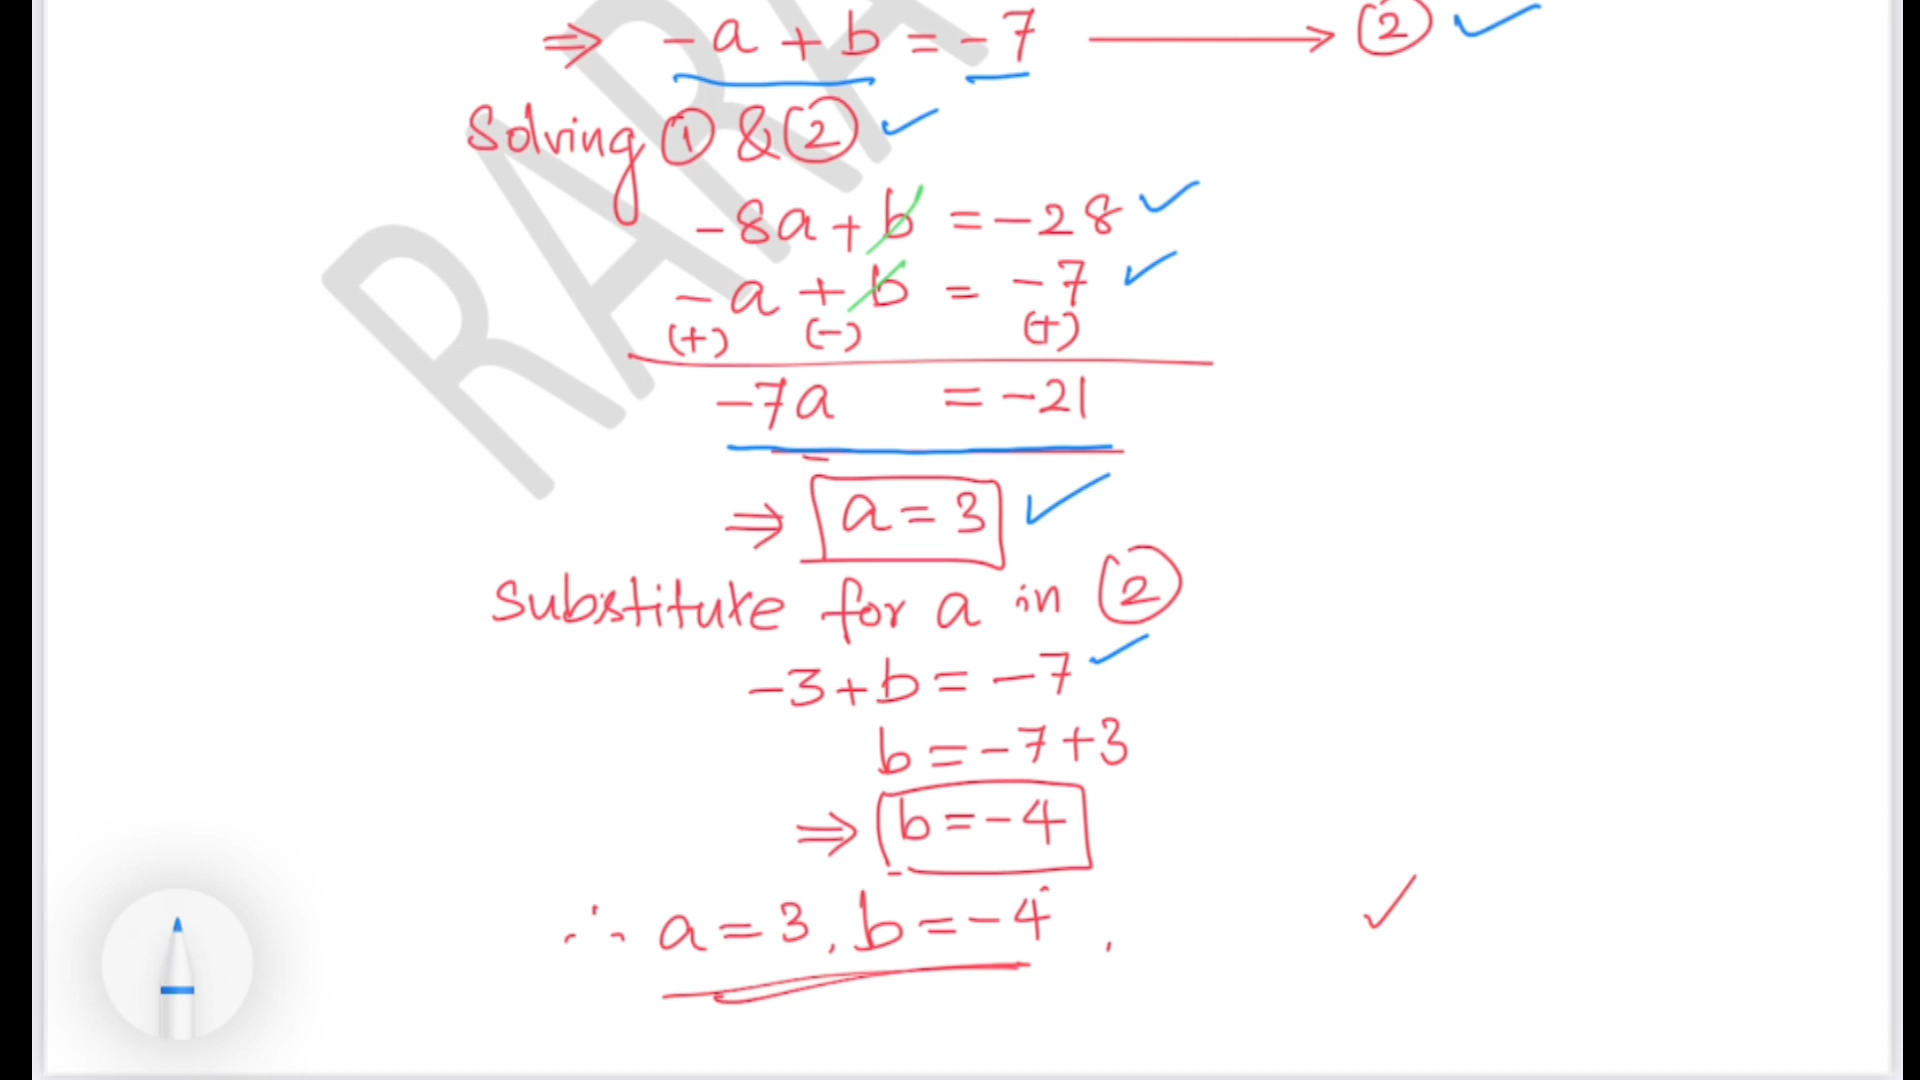 ⇒ -a + b = -7 ⟶ ②
Solving ① & ②
-8a + b = -28
-a + b = -7
(+) (-) (+)
-7a = -21
⇒ a = 3
Substitute for a in ②
-3 + b = -7
b = -7 + 3
⇒ b = -4
∴ a = 3, b = -4.
RARA